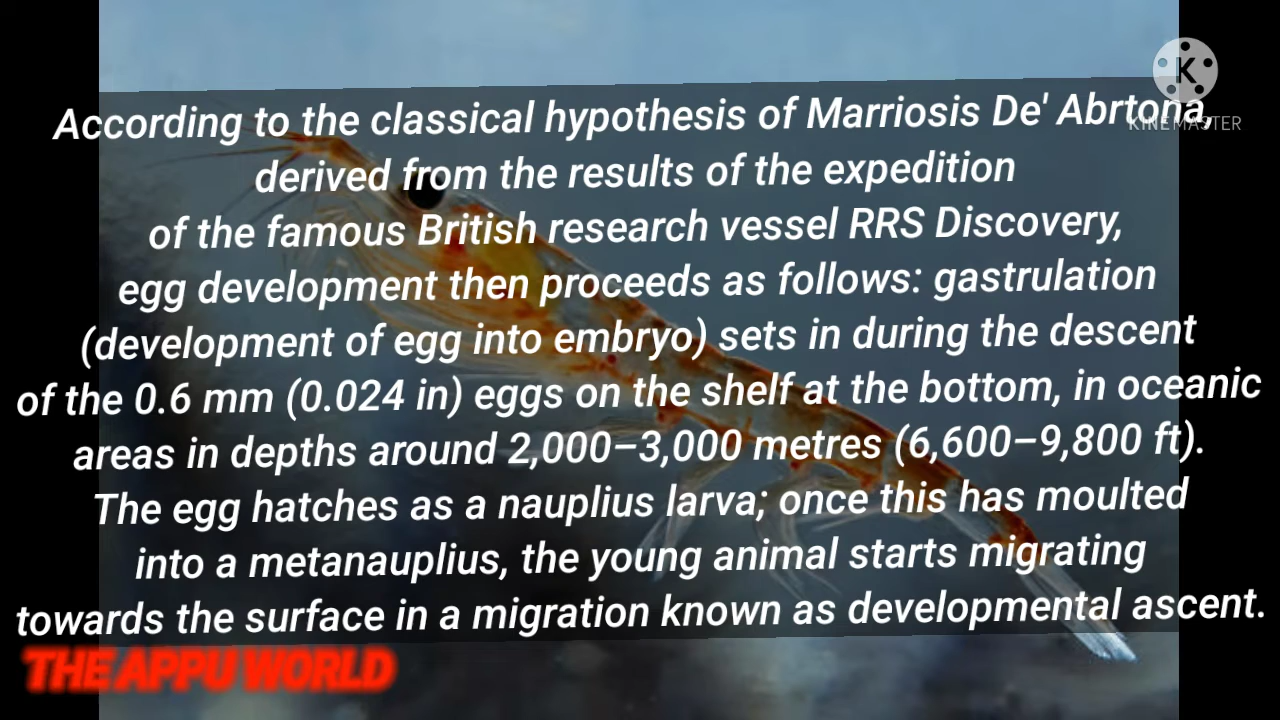 According to the classical hypothesis of Marriosis De' Abrtona,
derived from the results of the expedition
of the famous British research vessel RRS Discovery,
egg development then proceeds as follows: gastrulation
(development of egg into embryo) sets in during the descent
of the 0.6 mm (0.024 in) eggs on the shelf at the bottom, in oceanic
areas in depths around 2,000–3,000 metres (6,600–9,800 ft).
The egg hatches as a nauplius larva; once this has moulted
into a metanauplius, the young animal starts migrating
towards the surface in a migration known as developmental ascent.
THE APPU WORLD
K
KINEMASTER